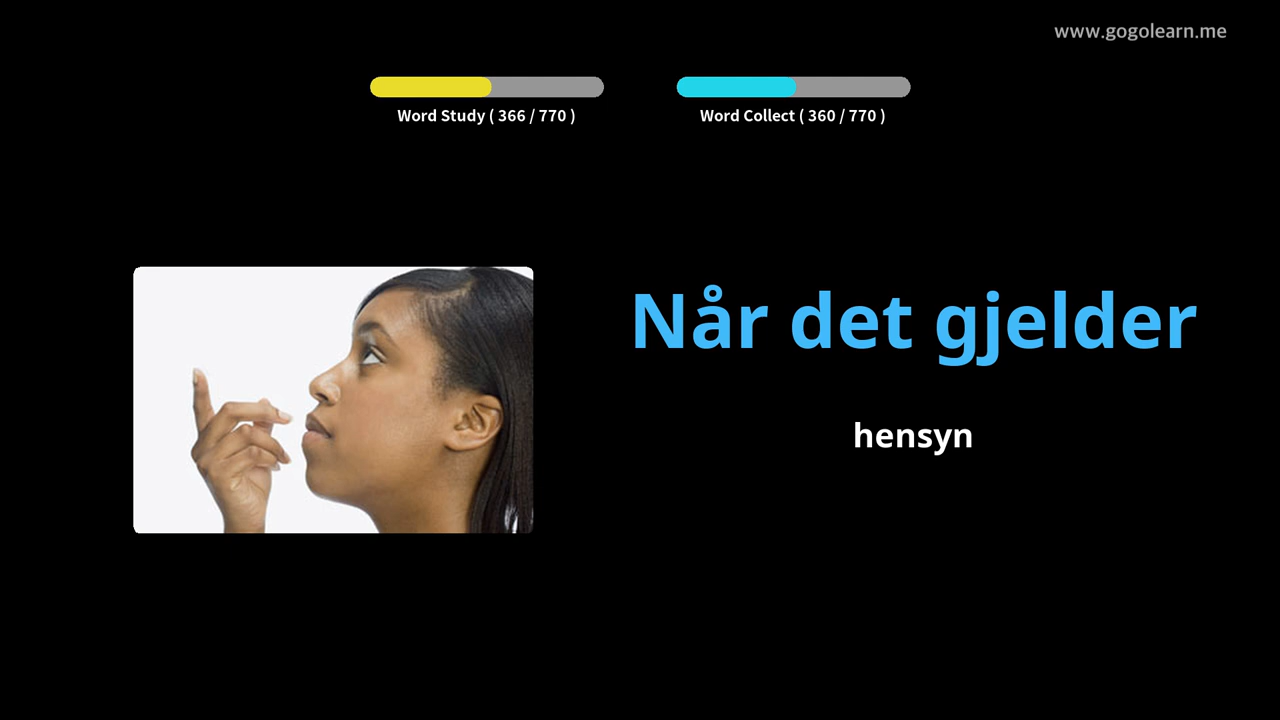 www.gogolearn.me
Word Study ( 366 / 770 )
Word Collect ( 360 / 770 )
Når det gjelder
hensyn